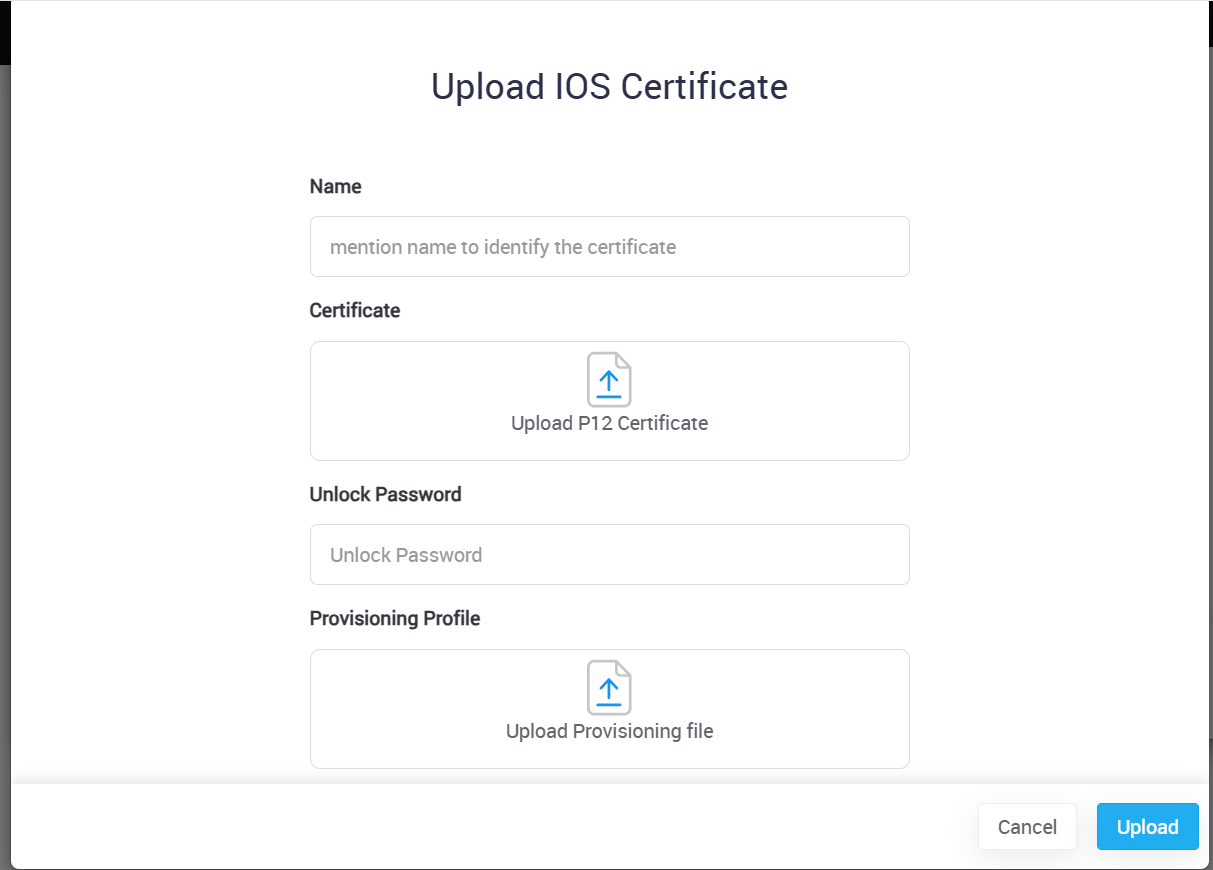 Upload IOS Certificate
Name
mention name to identify the certificate
Certificate
Upload P12 Certificate
Unlock Password
Unlock Password
Provisioning Profile
Upload Provisioning file
Cancel
Upload